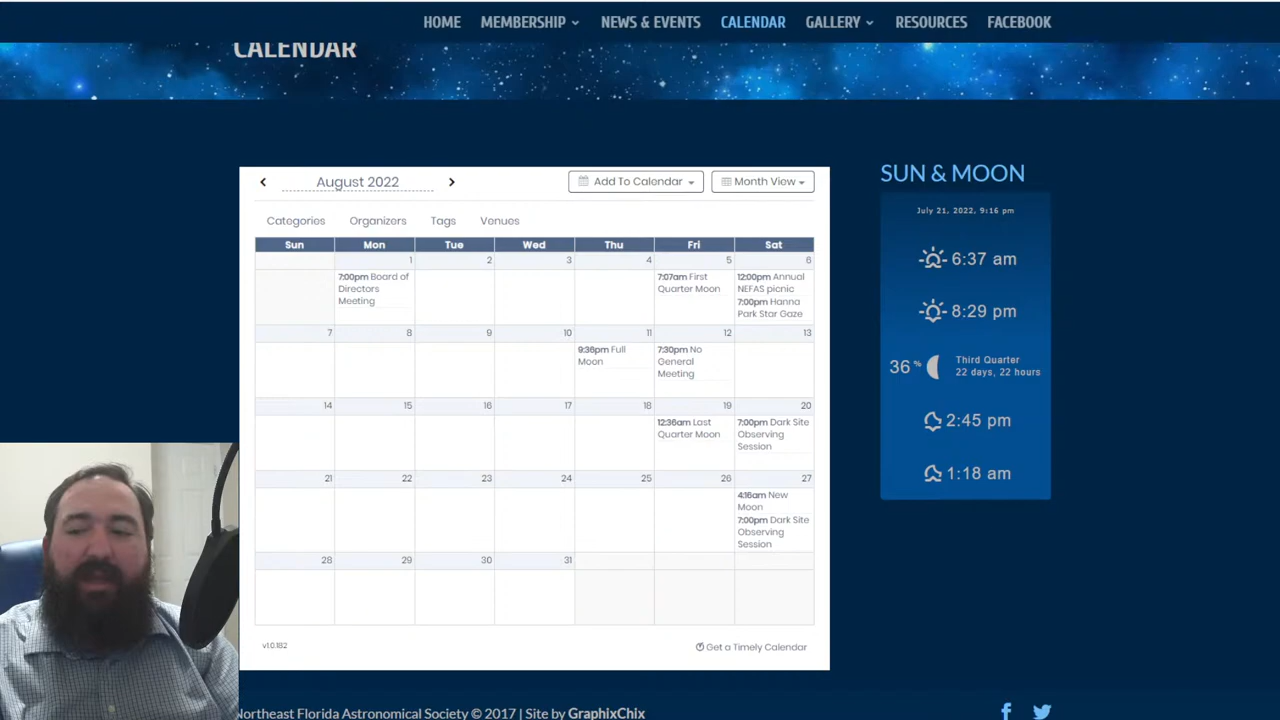 HOME MEMBERSHIP NEWS & EVENTS CALENDAR GALLERY RESOURCES FACEBOOK
CALENDAR
August 2022
Add To Calendar
Month View
Categories Organizers Tags Venues
Sun Mon Tue Wed Thu Fri Sat
1 2 3 4 5 6
7:00pm Board of
Directors
Meeting
7:07am First
Quarter Moon
12:00pm Annual
NEFAS picnic
7:00pm Hanna
Park Star Gaze
7 8 9 10 11 12 13
9:36pm Full
Moon
7:30pm No
General
Meeting
14 15 16 17 18 19 20
12:36am Last
Quarter Moon
7:00pm Dark Site
Observing
Session
21 22 23 24 25 26 27
4:16am New
Moon
7:00pm Dark Site
Observing
Session
28 29 30 31
v1.0.182
Get a Timely Calendar
SUN & MOON
July 21, 2022, 9:16 pm
6:37 am
8:29 pm
36 %
Third Quarter
22 days, 22 hours
2:45 pm
1:18 am
Northeast Florida Astronomical Society © 2017 | Site by GraphixChix